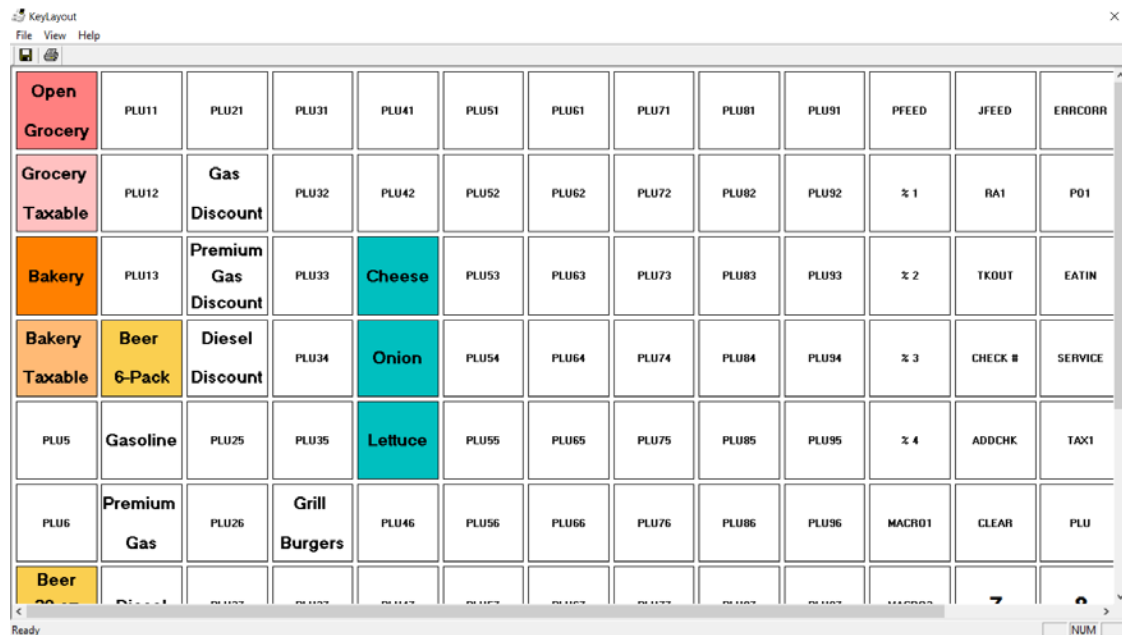 KeyLayout
File View Help
Open
Grocery
PLU11
PLU21
PLU31
PLU41
PLU51
PLU61
PLU71
PLU81
PLU91
PFEED
JFEED
ERRCORR
Grocery
Taxable
PLU12
Gas
Discount
PLU32
PLU42
PLU52
PLU62
PLU72
PLU82
PLU92
% 1
RA1
PO1
Bakery
PLU13
Premium
Gas
Discount
PLU33
Cheese
PLU53
PLU63
PLU73
PLU83
PLU93
% 2
TKOUT
EATIN
Bakery
Taxable
Beer
6-Pack
Diesel
Discount
PLU34
Onion
PLU54
PLU64
PLU74
PLU84
PLU94
% 3
CHECK #
SERVICE
PLU5
Gasoline
PLU25
PLU35
Lettuce
PLU55
PLU65
PLU75
PLU85
PLU95
% 4
ADDCHK
TAX1
PLU6
Premium
Gas
PLU26
Grill
Burgers
PLU46
PLU56
PLU66
PLU76
PLU86
PLU96
MACRO1
CLEAR
PLU
Beer
Ready
NUM